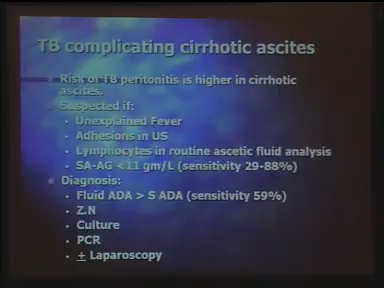 TB complicating cirrhotic ascites
Risk of TB peritonitis is higher in cirrhotic
ascites.
Suspected if:
Unexplained Fever
Adhesions in US
Lymphocytes in routine ascetic fluid analysis
SA-AG <11 gm/L (sensitivity 29-88%)
Diagnosis:
Fluid ADA > S ADA (sensitivity 59%)
Z.N
Culture
PCR
+ Laparoscopy